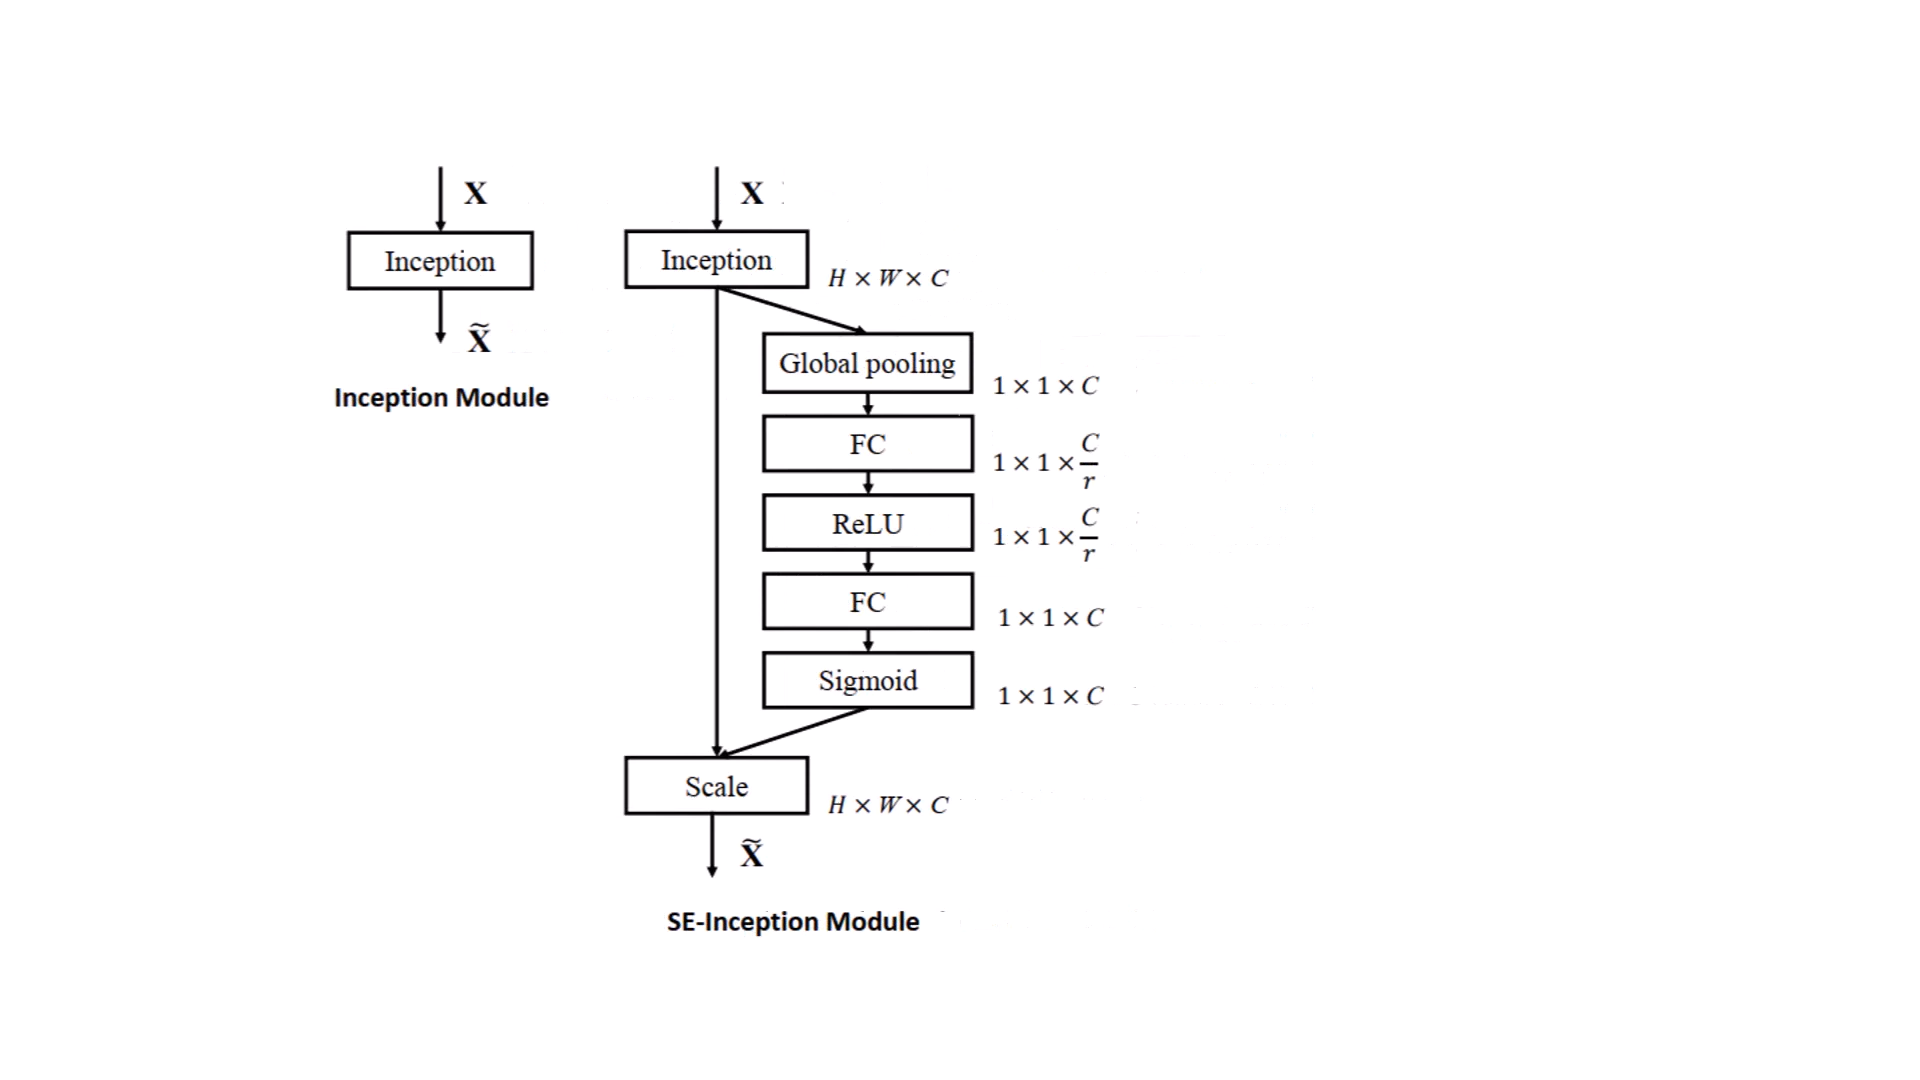 X
Inception
X̃
Inception Module
X
Inception
H × W × C
Global pooling
1 × 1 × C
FC
1 × 1 × C/r
ReLU
1 × 1 × C/r
FC
1 × 1 × C
Sigmoid
1 × 1 × C
Scale
H × W × C
X̃
SE-Inception Module